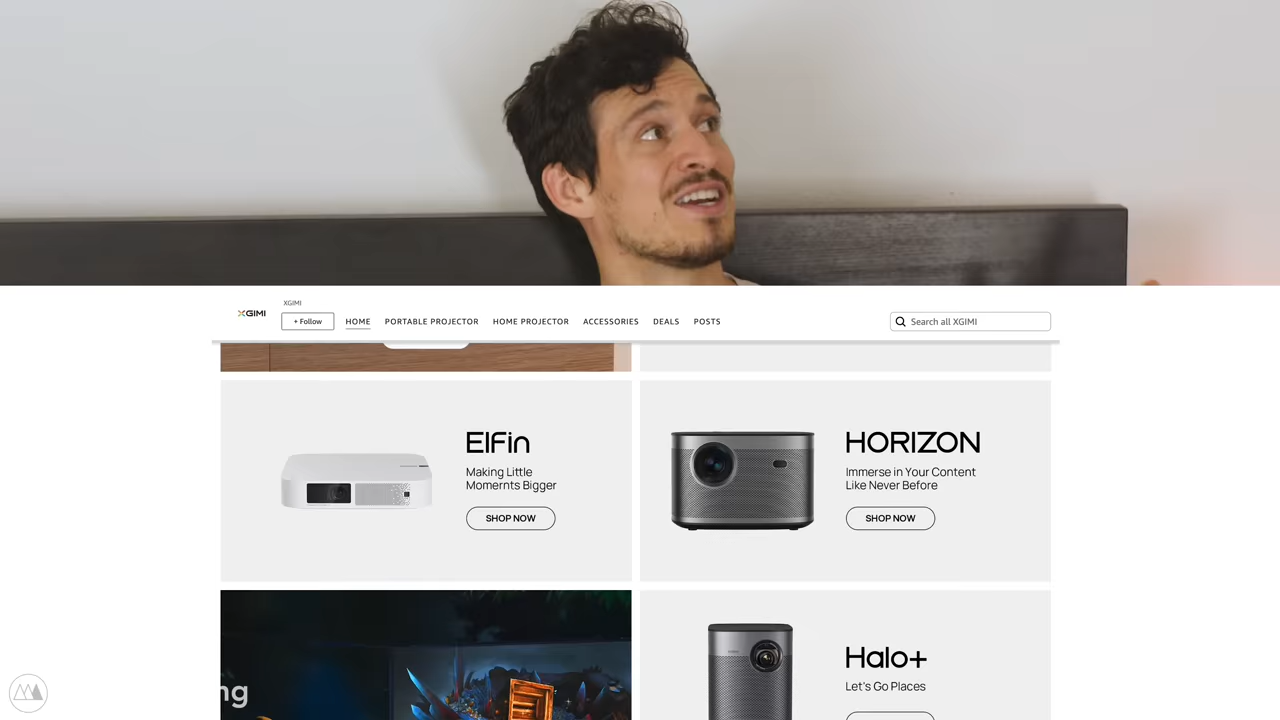 XGIMI
XGIMI
+ Follow
HOME
PORTABLE PROJECTOR
HOME PROJECTOR
ACCESSORIES
DEALS
POSTS
Search all XGIMI
Elfin
Making Little
Momernts Bigger
SHOP NOW
HORIZON
Immerse in Your Content
Like Never Before
SHOP NOW
ng
Halo+
Let's Go Places